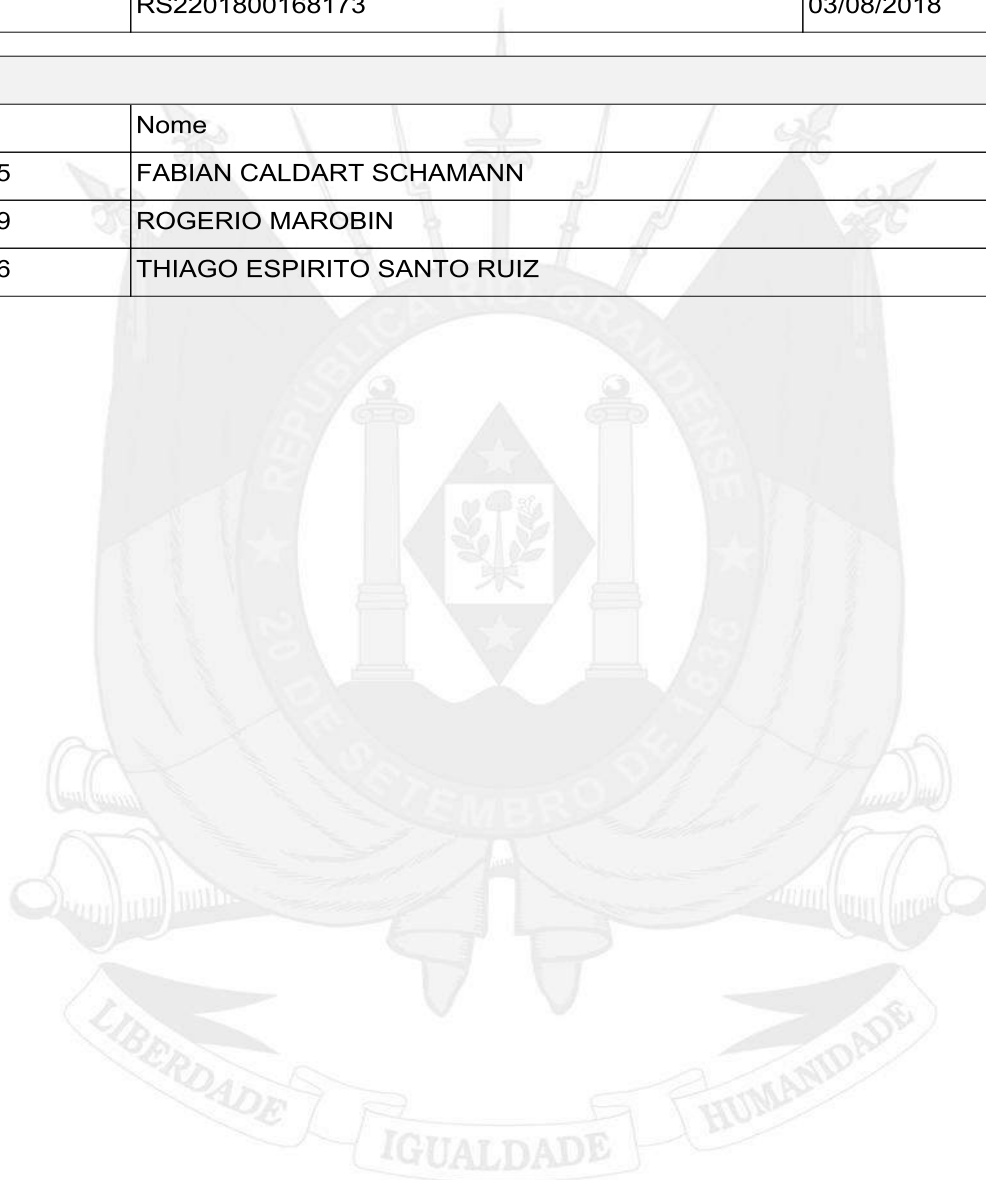 RS2201800168173 03/08/2018
Nome
5 FABIAN CALDART SCHAMANN
9 ROGERIO MAROBIN
6 THIAGO ESPIRITO SANTO RUIZ
REPUBLICA RIO GRANDENSE
20 DE SETEMBRO DE 1835
LIBERDADE IGUALDADE HUMANIDADE